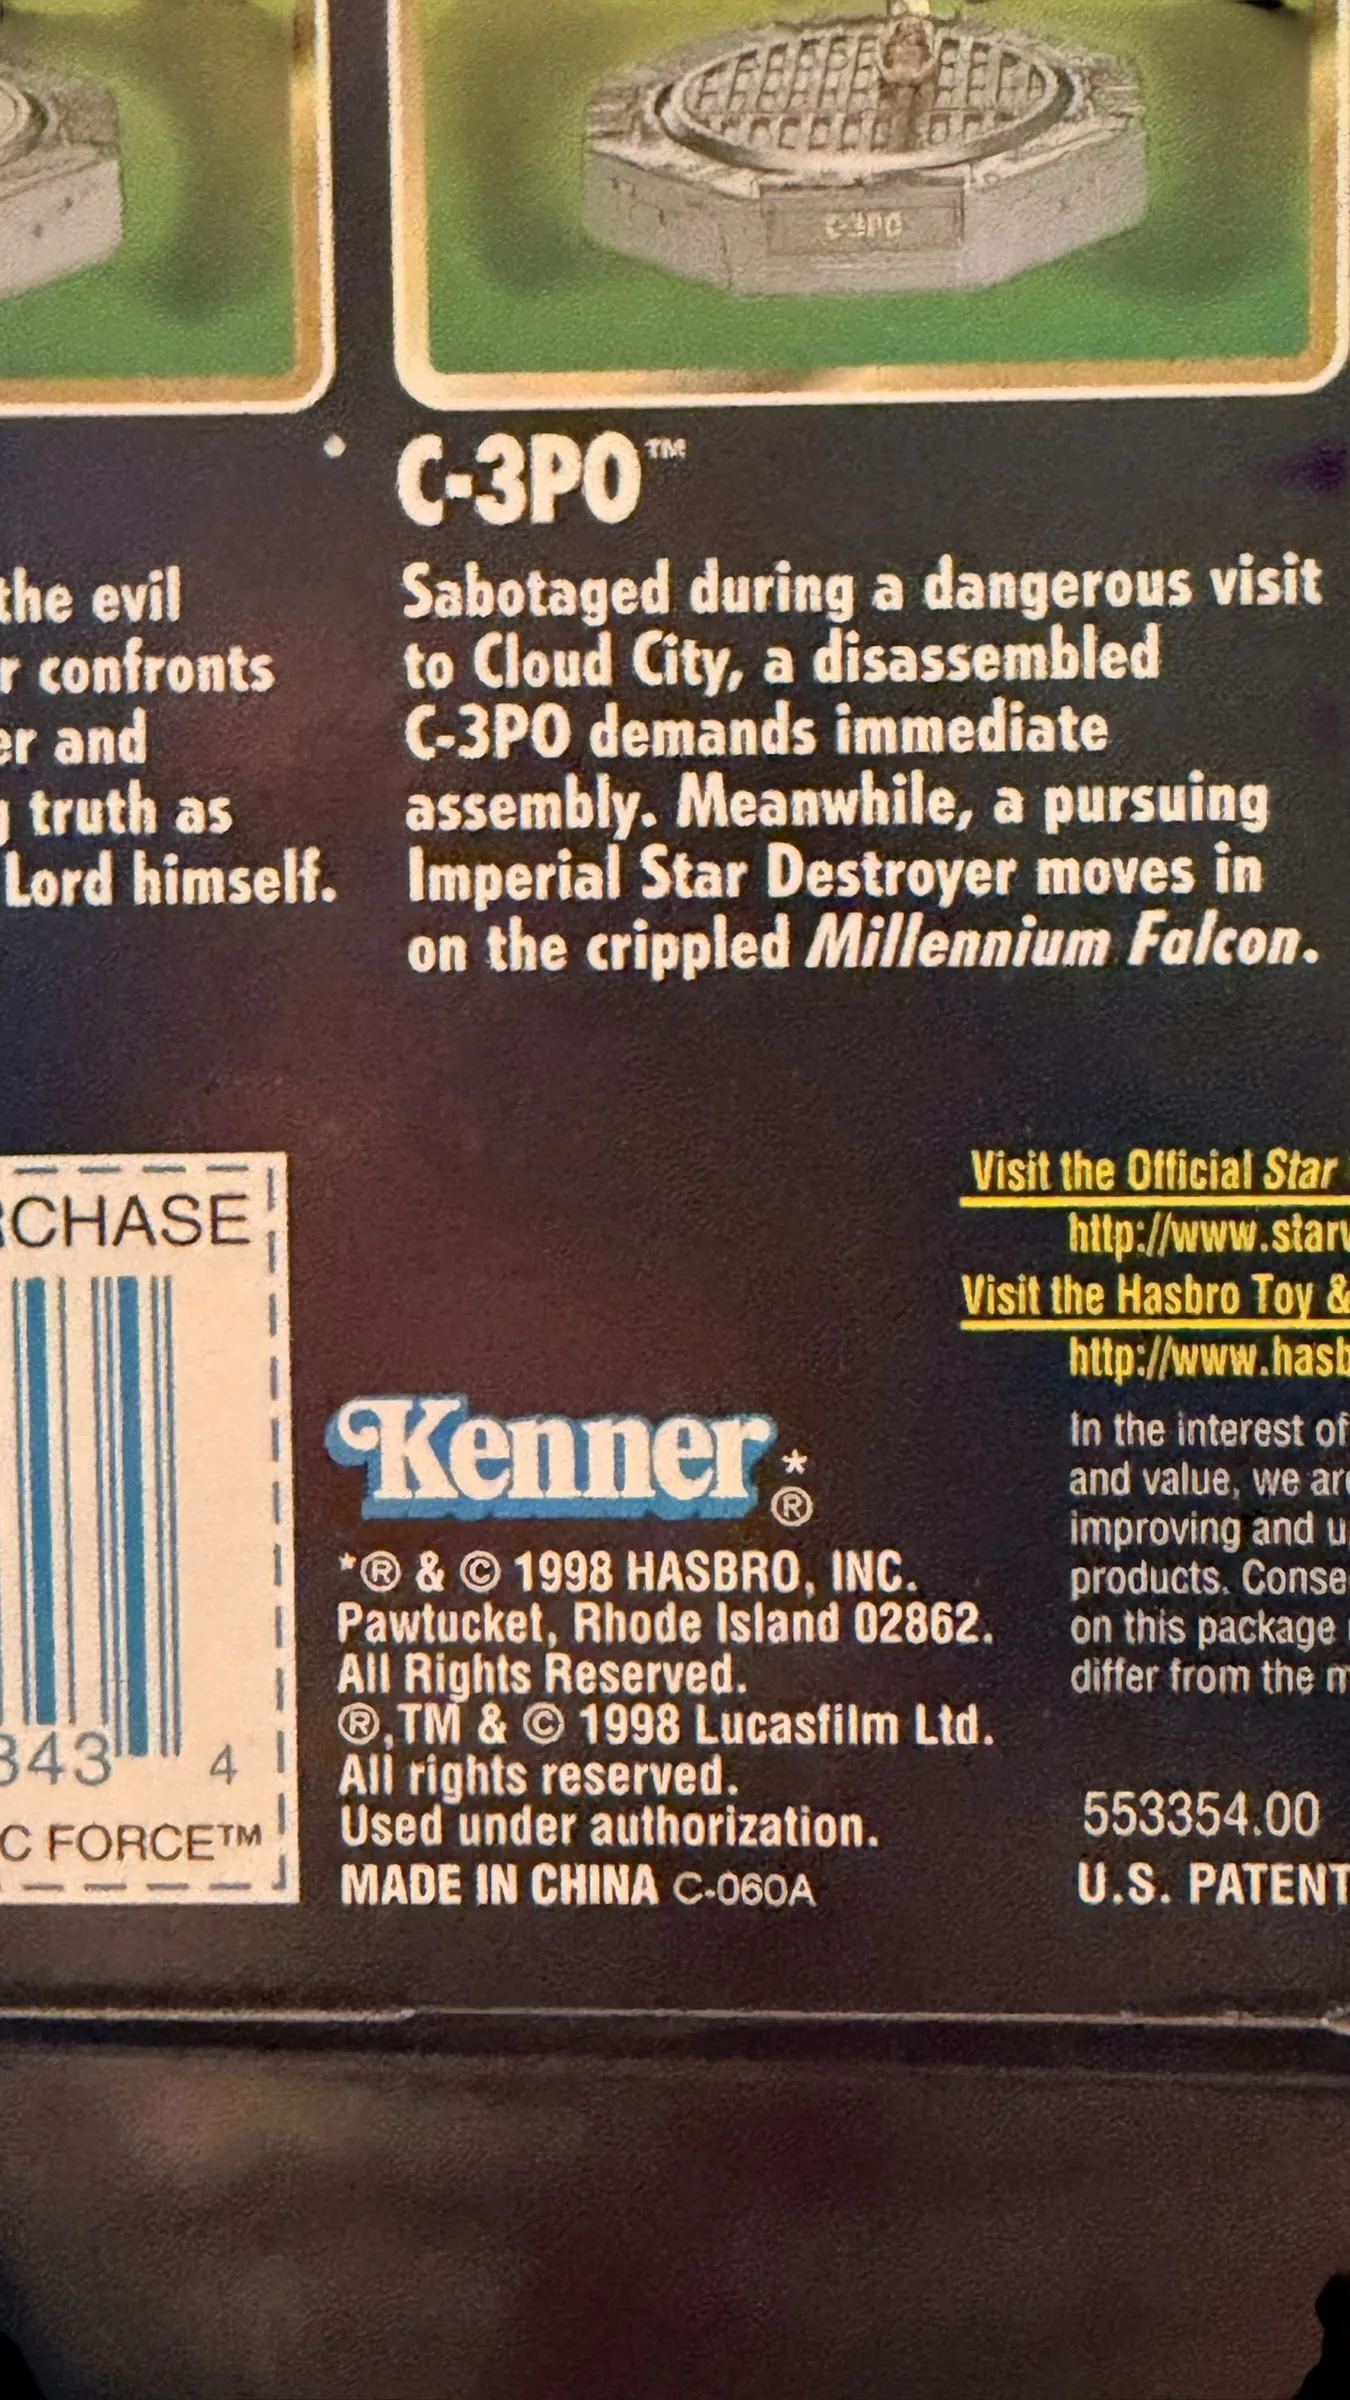 C-3PO
C-3PO™
Sabotaged during a dangerous visit
to Cloud City, a disassembled
C-3PO demands immediate
assembly. Meanwhile, a pursuing
Imperial Star Destroyer moves in
on the crippled Millennium Falcon.
the evil
r confronts
er and
g truth as
Lord himself.
RCHASE
343 4
C FORCE™
Kenner*®
*® & © 1998 HASBRO, INC.
Pawtucket, Rhode Island 02862.
All Rights Reserved.
®,TM & © 1998 Lucasfilm Ltd.
All rights reserved.
Used under authorization.
MADE IN CHINA C-060A
Visit the Official Star
http://www.starw
Visit the Hasbro Toy &
http://www.hasb
In the interest of
and value, we are
improving and up
products. Conse
on this package
differ from the m
553354.00
U.S. PATENT